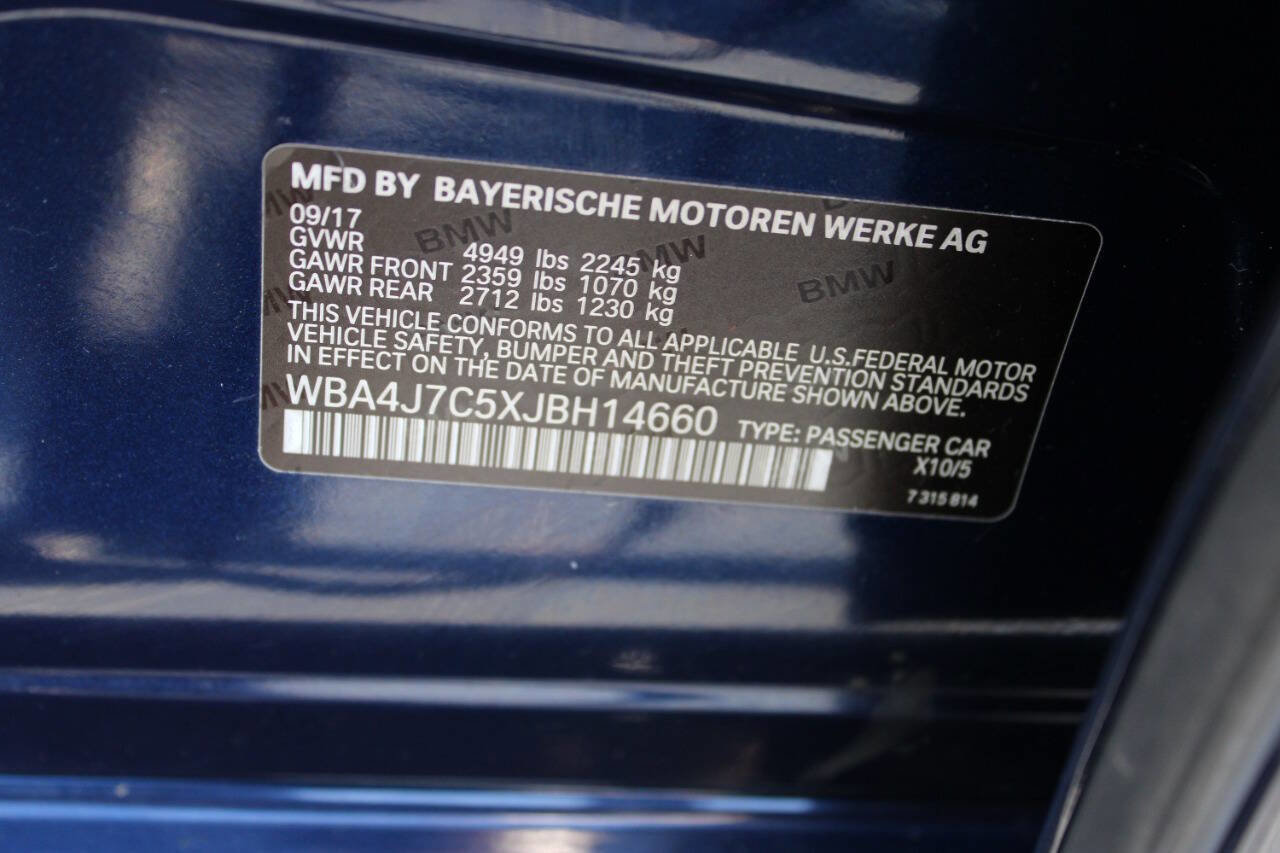 MFD BY BAYERISCHE MOTOREN WERKE AG
09/17
GVWR 4949 lbs 2245 kg
GAWR FRONT 2359 lbs 1070 kg
GAWR REAR 2712 lbs 1230 kg
THIS VEHICLE CONFORMS TO ALL APPLICABLE U.S.FEDERAL MOTOR
VEHICLE SAFETY, BUMPER AND THEFT PREVENTION STANDARDS
IN EFFECT ON THE DATE OF MANUFACTURE SHOWN ABOVE.
WBA4J7C5XJBH14660 TYPE: PASSENGER CAR
X10/5
7 315 814
BMW
BMW
BMW